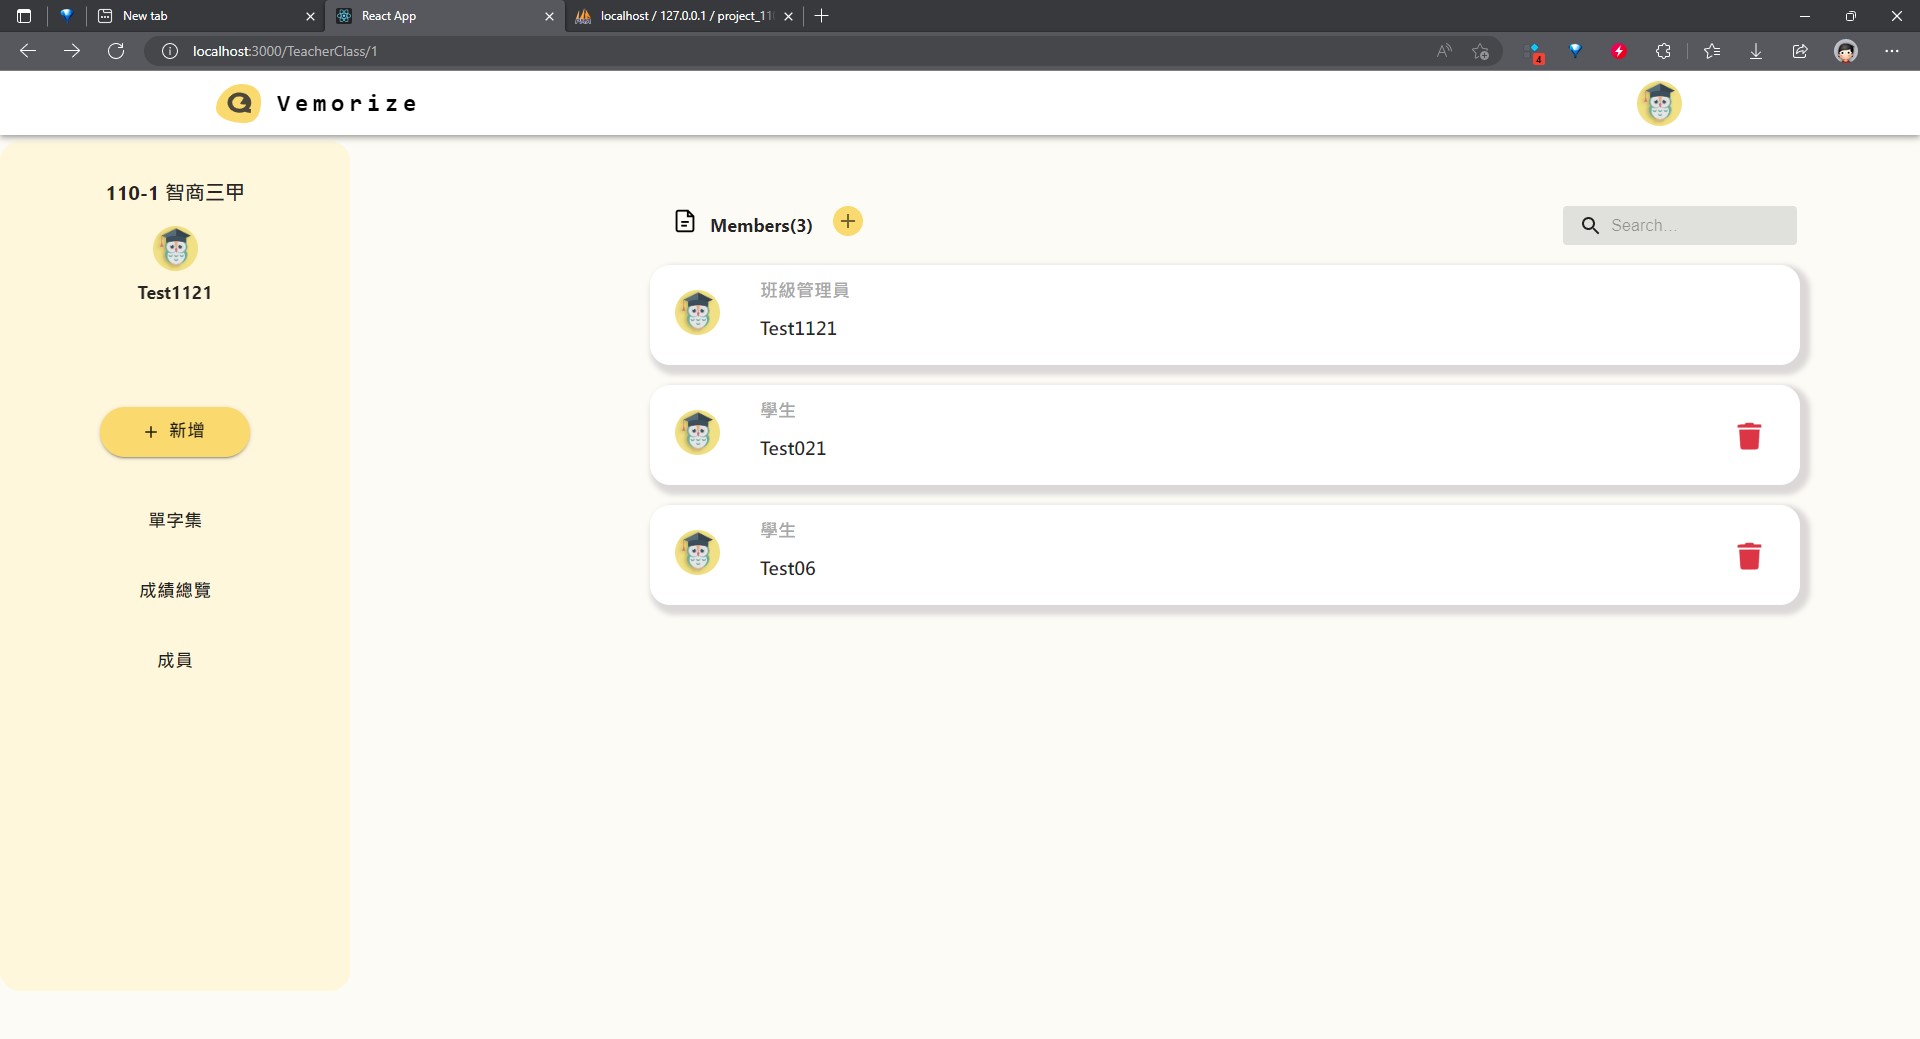 New tab
React App
localhost / 127.0.0.1 / project_11
localhost:3000/TeacherClass/1
4
Vemorize
110-1 智商三甲
Test1121
+ 新增
單字集
成績總覽
成員
Members(3)
Search...
班級管理員
Test1121
學生
Test021
學生
Test06